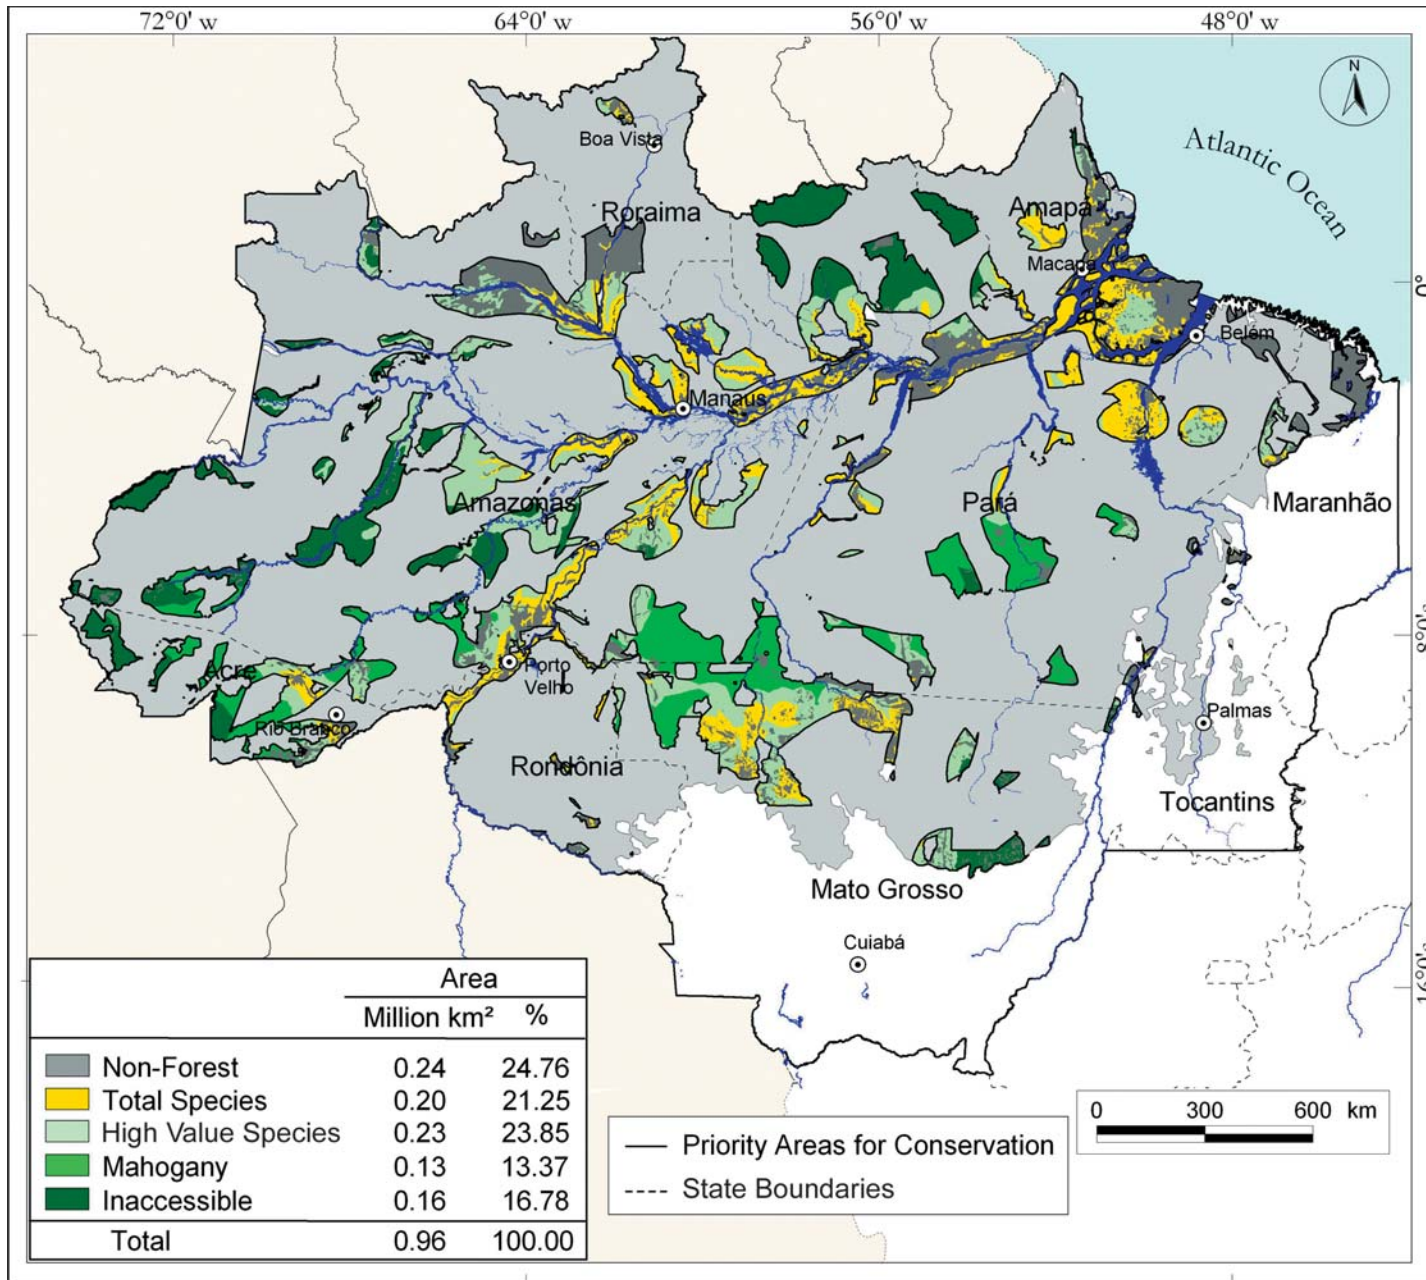 72°0' w 64°0' w 56°0' w 48°0' w
N
Atlantic Ocean
Boa Vista
Roraima
Amapá
Macapá
0°
Belém
Manaus
Amazonas
Pará
Maranhão
8°0'
Acre
Porto
Velho
Rio Branco
Palmas
Rondônia
Tocantins
Mato Grosso
Cuiabá
16°0's
Area
Million km² %
Non-Forest 0.24 24.76
Total Species 0.20 21.25
High Value Species 0.23 23.85
Mahogany 0.13 13.37
Inaccessible 0.16 16.78
Total 0.96 100.00
Priority Areas for Conservation
State Boundaries
0 300 600 km